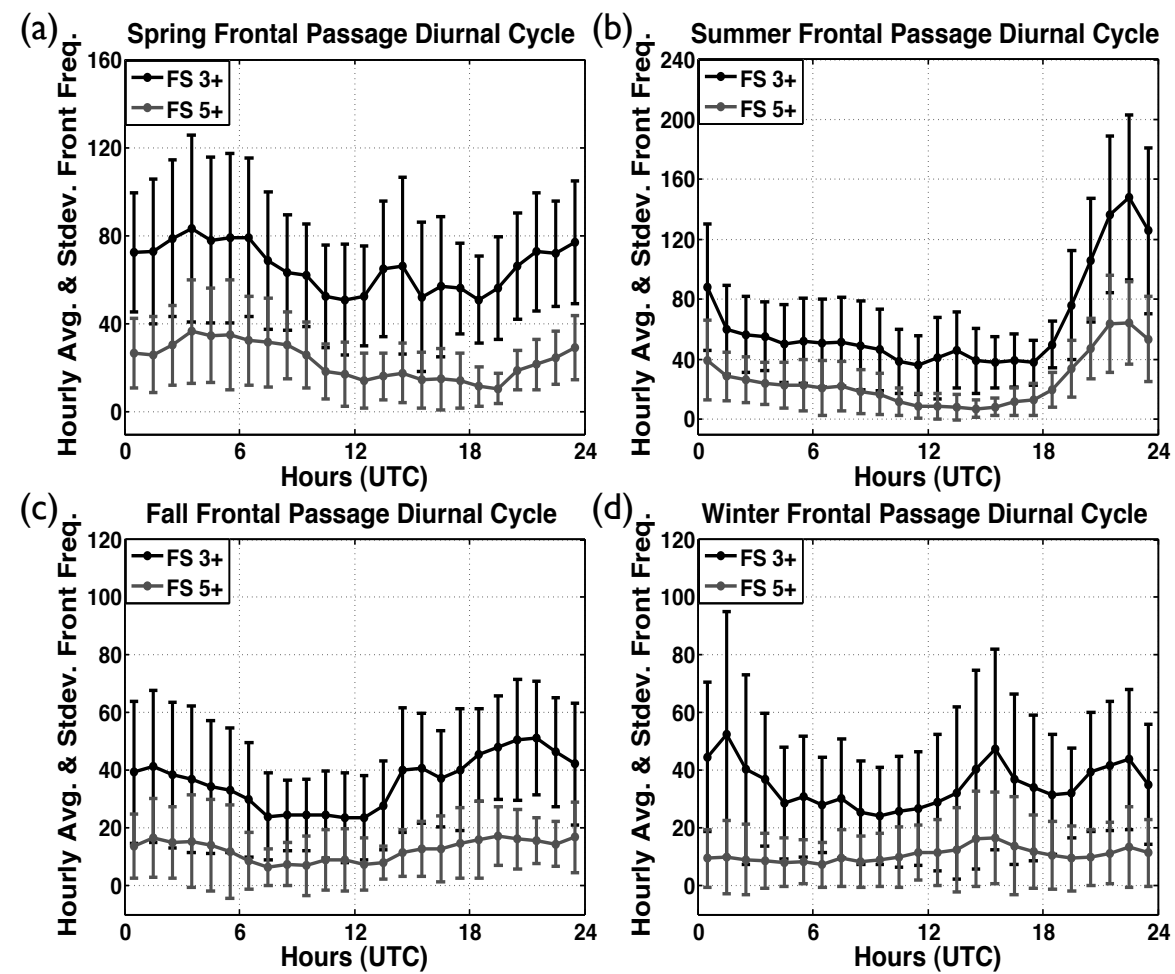 (a) Spring Frontal Passage Diurnal Cycle
Hourly Avg. & Stdev. Front Freq.
160
120
80
40
0
FS 3+
FS 5+
0 6 12 18 24
Hours (UTC)
(b) Summer Frontal Passage Diurnal Cycle
Hourly Avg. & Stdev. Front Freq.
240
200
160
120
80
40
0
FS 3+
FS 5+
0 6 12 18 24
Hours (UTC)
(c) Fall Frontal Passage Diurnal Cycle
Hourly Avg. & Stdev. Front Freq.
120
100
80
60
40
20
0
FS 3+
FS 5+
0 6 12 18 24
Hours (UTC)
(d) Winter Frontal Passage Diurnal Cycle
Hourly Avg. & Stdev. Front Freq.
120
100
80
60
40
20
0
FS 3+
FS 5+
0 6 12 18 24
Hours (UTC)